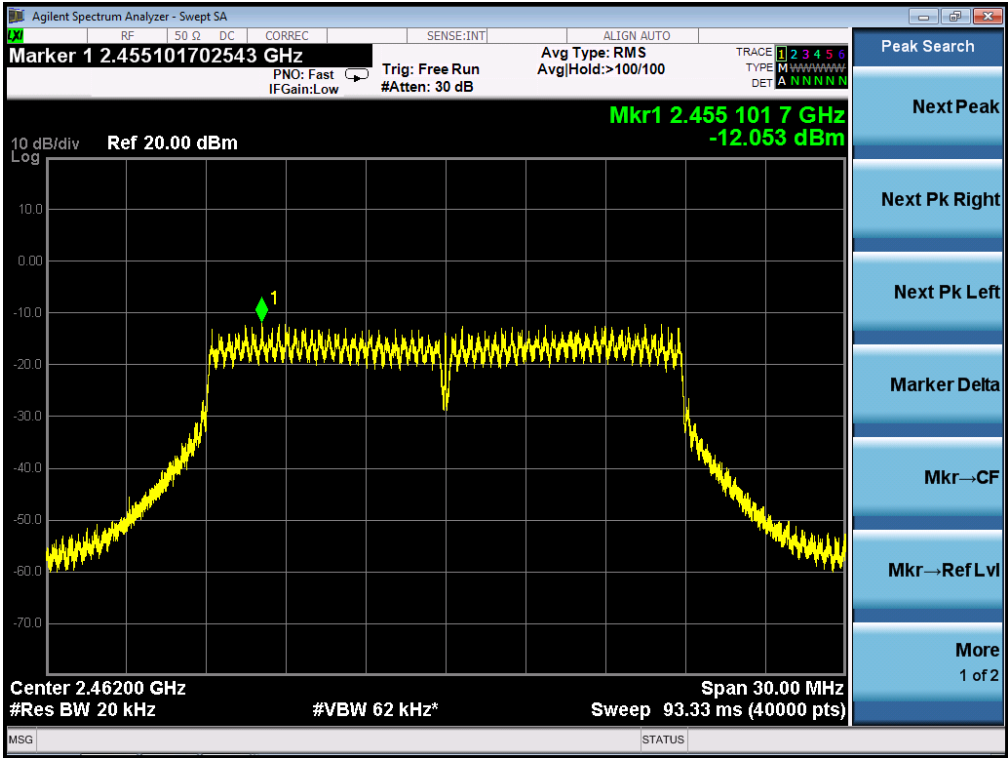 Agilent Spectrum Analyzer - Swept SA
LXI RF 50 Ω DC CORREC SENSE:INT ALIGN AUTO
Marker 1 2.455101702543 GHz
PNO: Fast
IFGain:Low
Trig: Free Run
#Atten: 30 dB
Avg Type: RMS
Avg|Hold:>100/100
TRACE 1 2 3 4 5 6
TYPE M W W W W W
DET A N N N N N
Mkr1 2.455 101 7 GHz
-12.053 dBm
10 dB/div Ref 20.00 dBm
Log
10.0
0.00
1
-10.0
-20.0
-30.0
-40.0
-50.0
-60.0
-70.0
Center 2.46200 GHz Span 30.00 MHz
#Res BW 20 kHz #VBW 62 kHz* Sweep 93.33 ms (40000 pts)
MSG STATUS
Peak Search
Next Peak
Next Pk Right
Next Pk Left
Marker Delta
Mkr→CF
Mkr→Ref Lvl
More
1 of 2